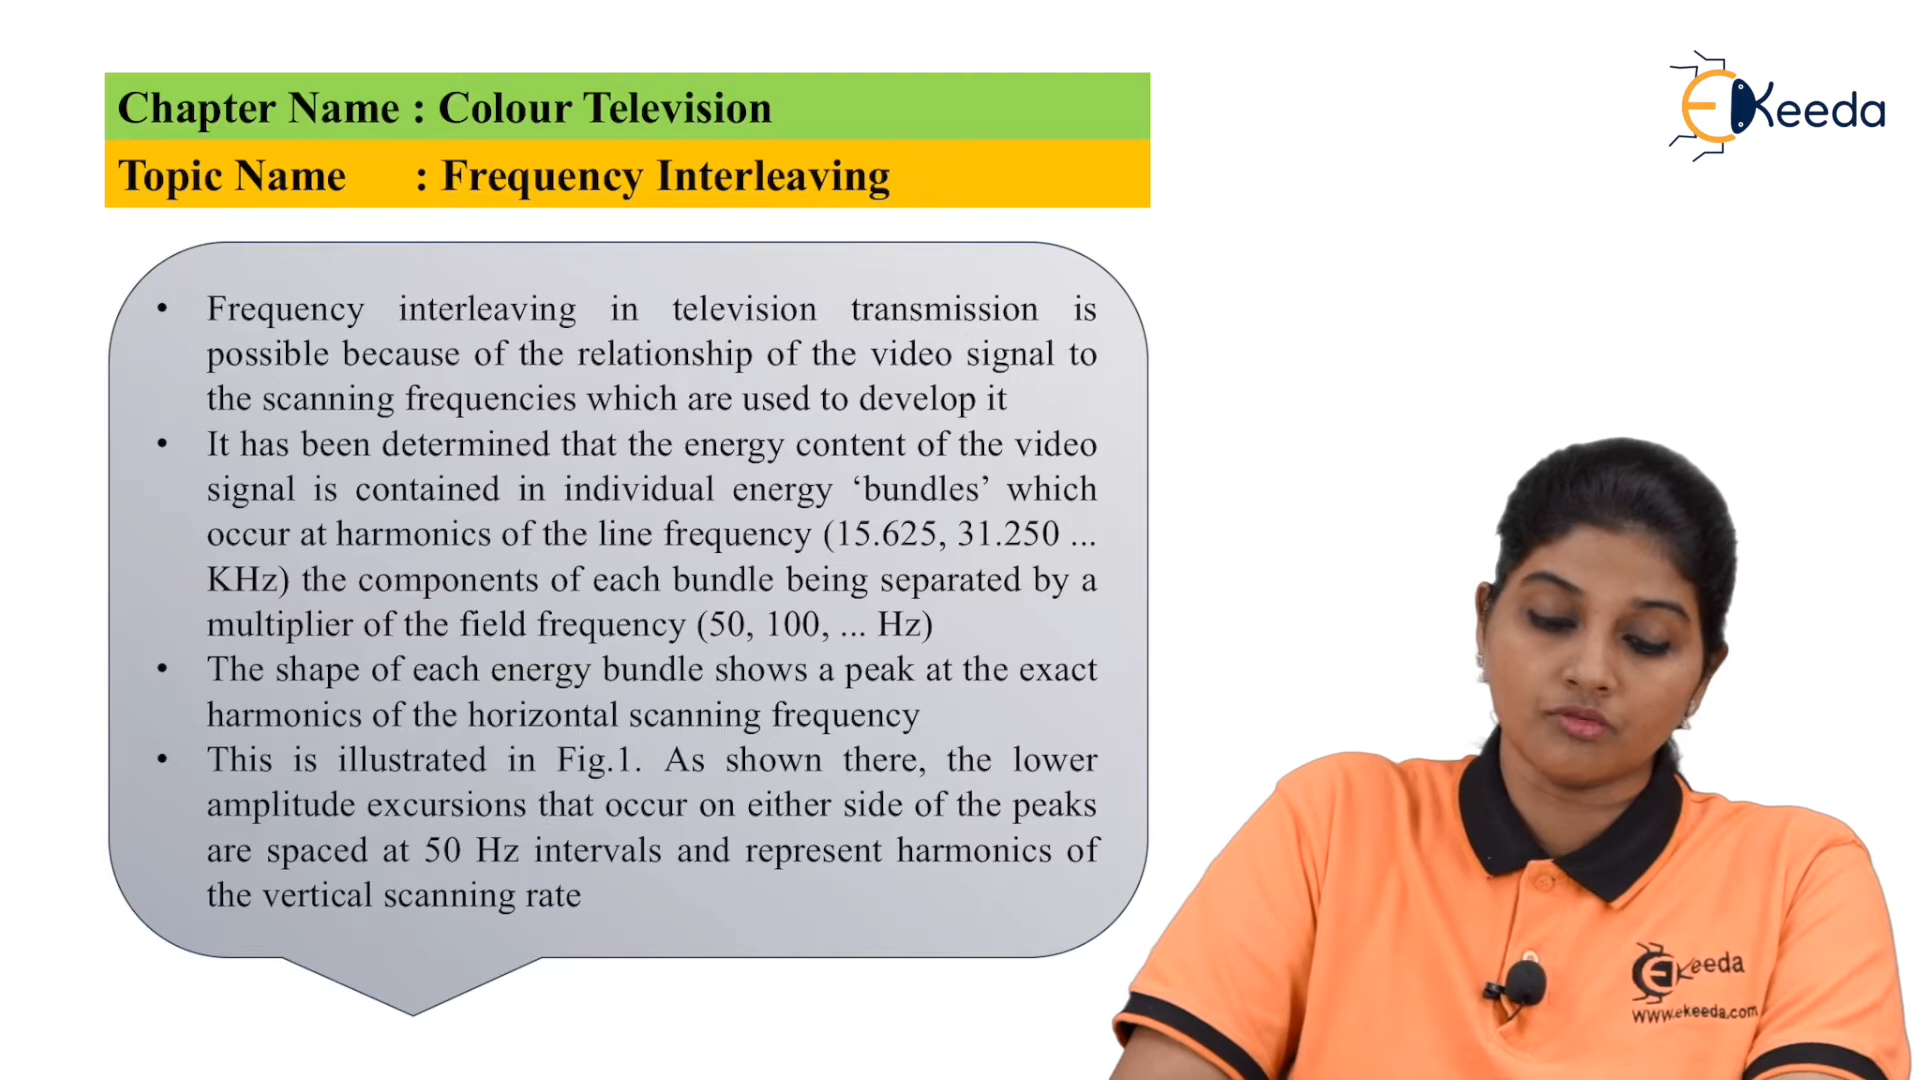 Chapter Name : Colour Television
Topic Name : Frequency Interleaving
EKeeda
• Frequency interleaving in television transmission is
possible because of the relationship of the video signal to
the scanning frequencies which are used to develop it
• It has been determined that the energy content of the video
signal is contained in individual energy ‘bundles’ which
occur at harmonics of the line frequency (15.625, 31.250 ...
KHz) the components of each bundle being separated by a
multiplier of the field frequency (50, 100, ... Hz)
• The shape of each energy bundle shows a peak at the exact
harmonics of the horizontal scanning frequency
• This is illustrated in Fig.1. As shown there, the lower
amplitude excursions that occur on either side of the peaks
are spaced at 50 Hz intervals and represent harmonics of
the vertical scanning rate
EKeeda
www.ekeeda.com